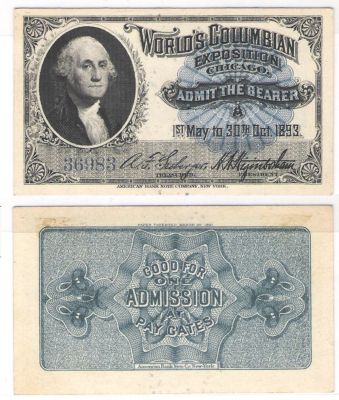 WORLD'S COLUMBIAN
EXPOSITION
CHICAGO.
ADMIT THE BEARER
A
1ST May to 30TH Oct. 1893.
36983
TREASURER.
PRESIDENT.
AMERICAN BANK NOTE COMPANY, NEW YORK.
GOOD FOR
ONE
ADMISSION
AT
PAY GATES
American Bank Note Co. New York.